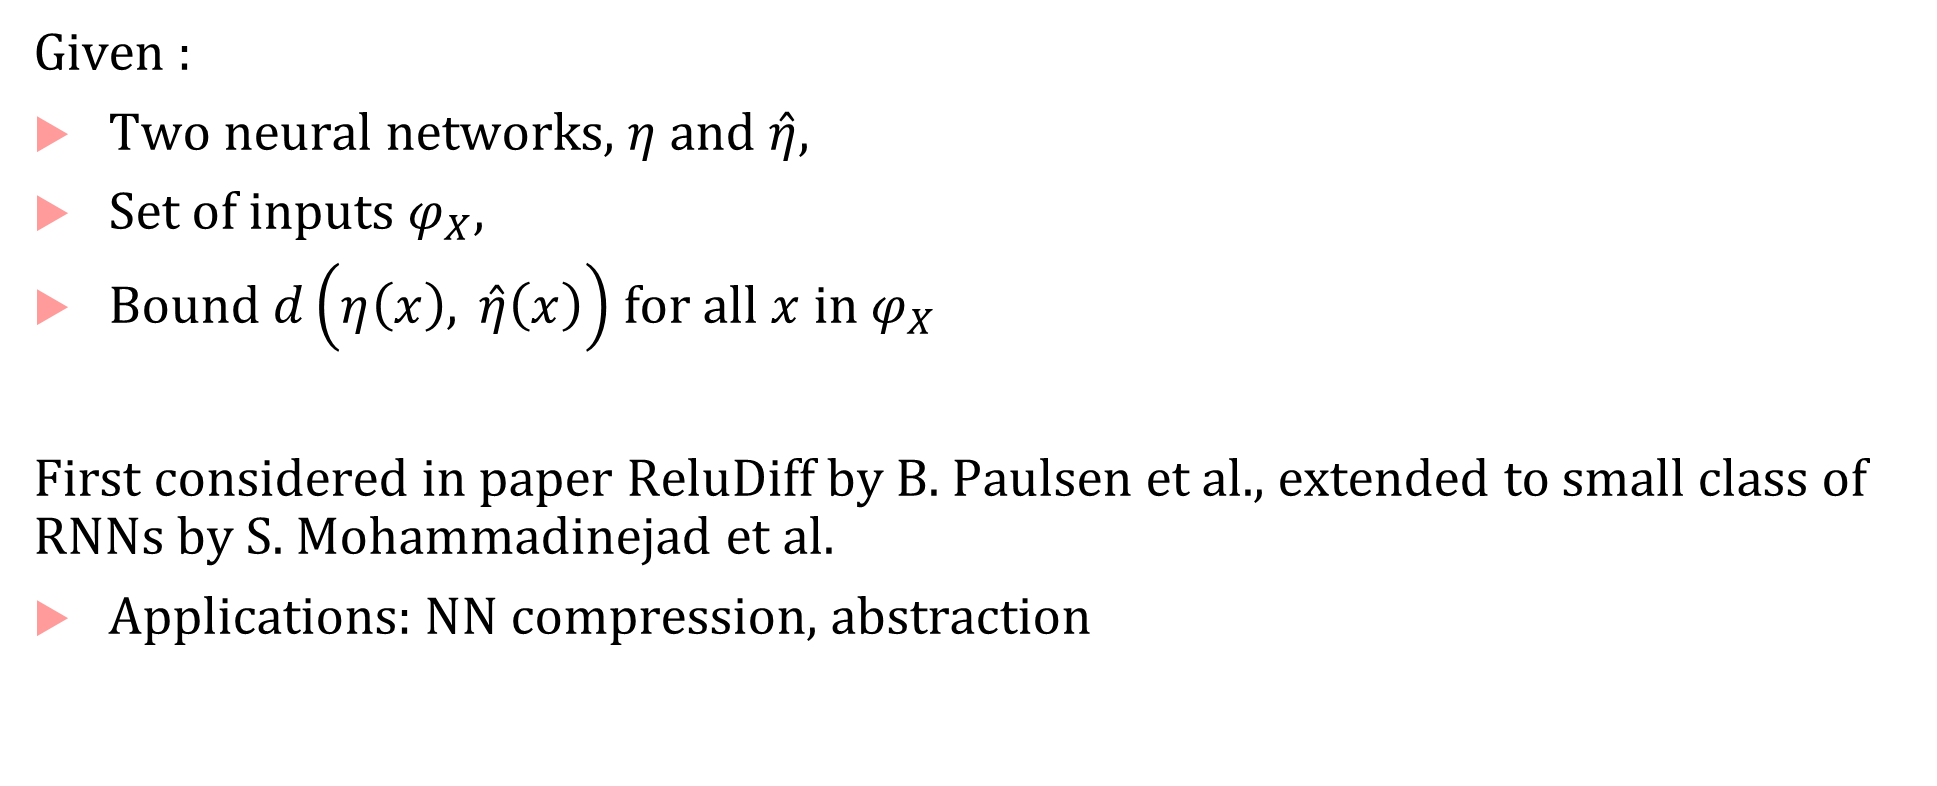 Given :
▶ Two neural networks, η and η̂,
▶ Set of inputs φ_X,
▶ Bound d(η(x), η̂(x)) for all x in φ_X
First considered in paper ReluDiff by B. Paulsen et al., extended to small class of
RNNs by S. Mohammadinejad et al.
▶ Applications: NN compression, abstraction